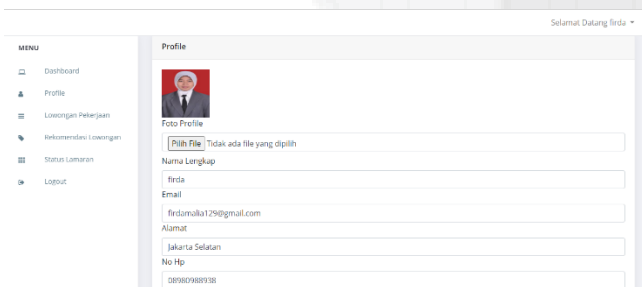 Selamat Datang firda
MENU
Dashboard
Profile
Lowongan Pekerjaan
Rekomendasi Lowongan
Status Lamaran
Logout
Profile
Foto Profile
Pilih File Tidak ada file yang dipilih
Nama Lengkap
firda
Email
firdamalia129@gmail.com
Alamat
Jakarta Selatan
No Hp
08980988938